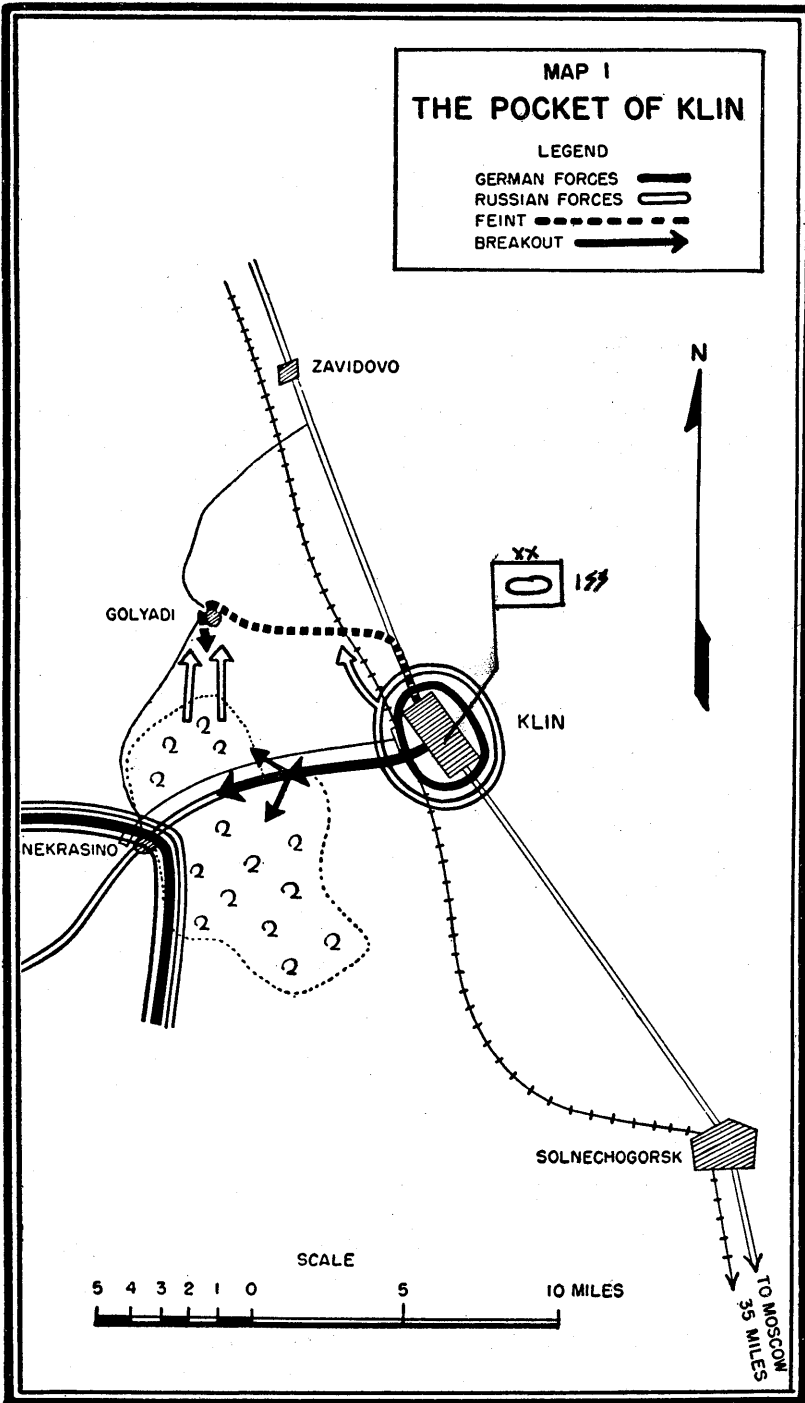 MAP I
THE POCKET OF KLIN
LEGEND
GERMAN FORCES
RUSSIAN FORCES
FEINT
BREAKOUT
N
ZAVIDOVO
XX
1
GOLYADI
KLIN
NEKRASINO
SOLNECHOGORSK
SCALE
5 4 3 2 1 0 5 10 MILES
TO MOSCOW
35 MILES